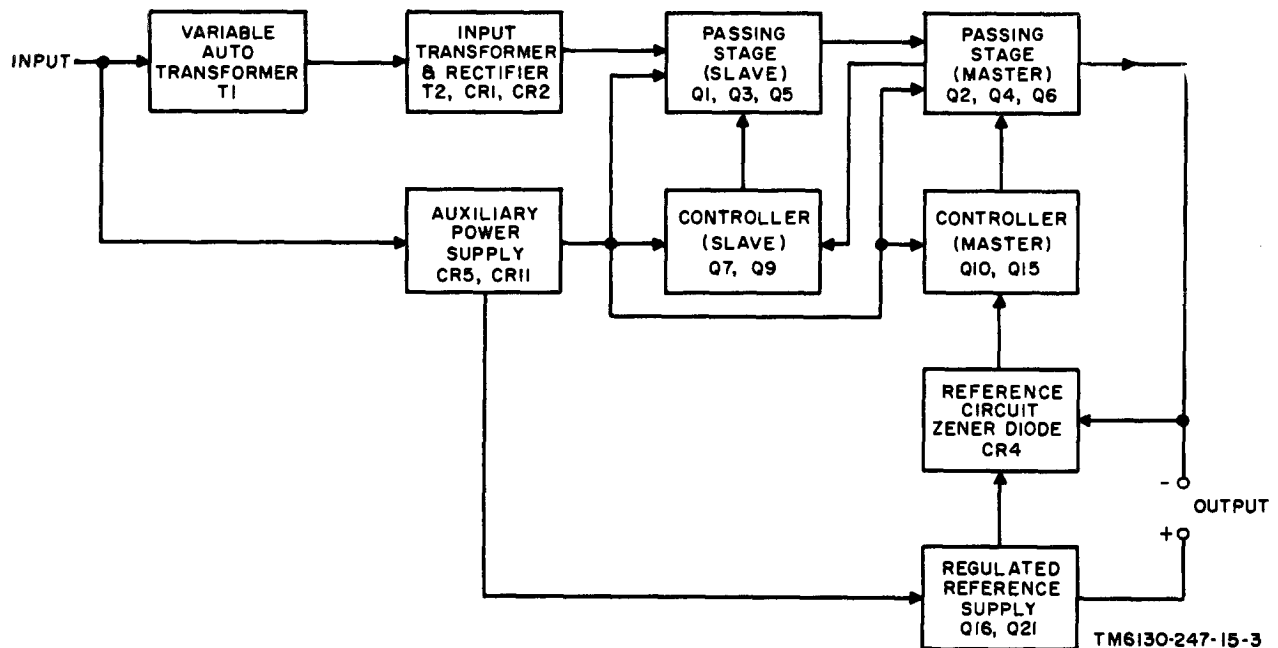 INPUT
VARIABLE
AUTO
TRANSFORMER
T1
INPUT
TRANSFORMER
& RECTIFIER
T2, CR1, CR2
PASSING
STAGE
(SLAVE)
Q1, Q3, Q5
PASSING
STAGE
(MASTER)
Q2, Q4, Q6
AUXILIARY
POWER
SUPPLY
CR5, CR11
CONTROLLER
(SLAVE)
Q7, Q9
CONTROLLER
(MASTER)
Q10, Q15
REFERENCE
CIRCUIT
ZENER DIODE
CR4
-
OUTPUT
+
REGULATED
REFERENCE
SUPPLY
Q16, Q21
TM6130-247-15-3